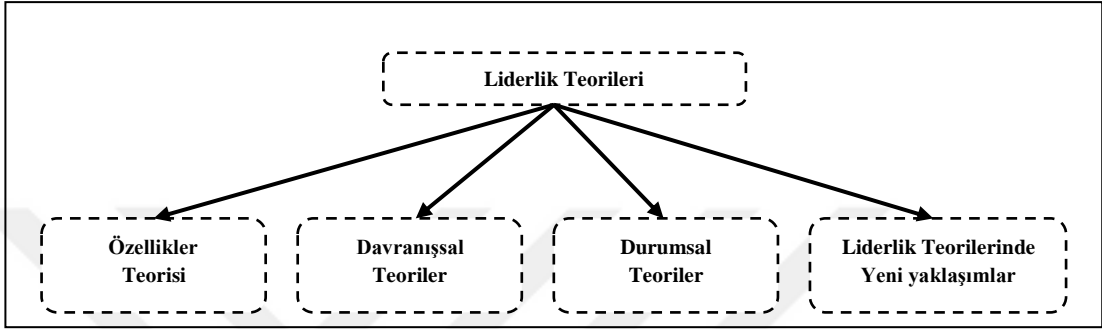 Liderlik Teorileri
Özellikler
Teorisi
Davranışsal
Teoriler
Durumsal
Teoriler
Liderlik Teorilerinde
Yeni yaklaşımlar